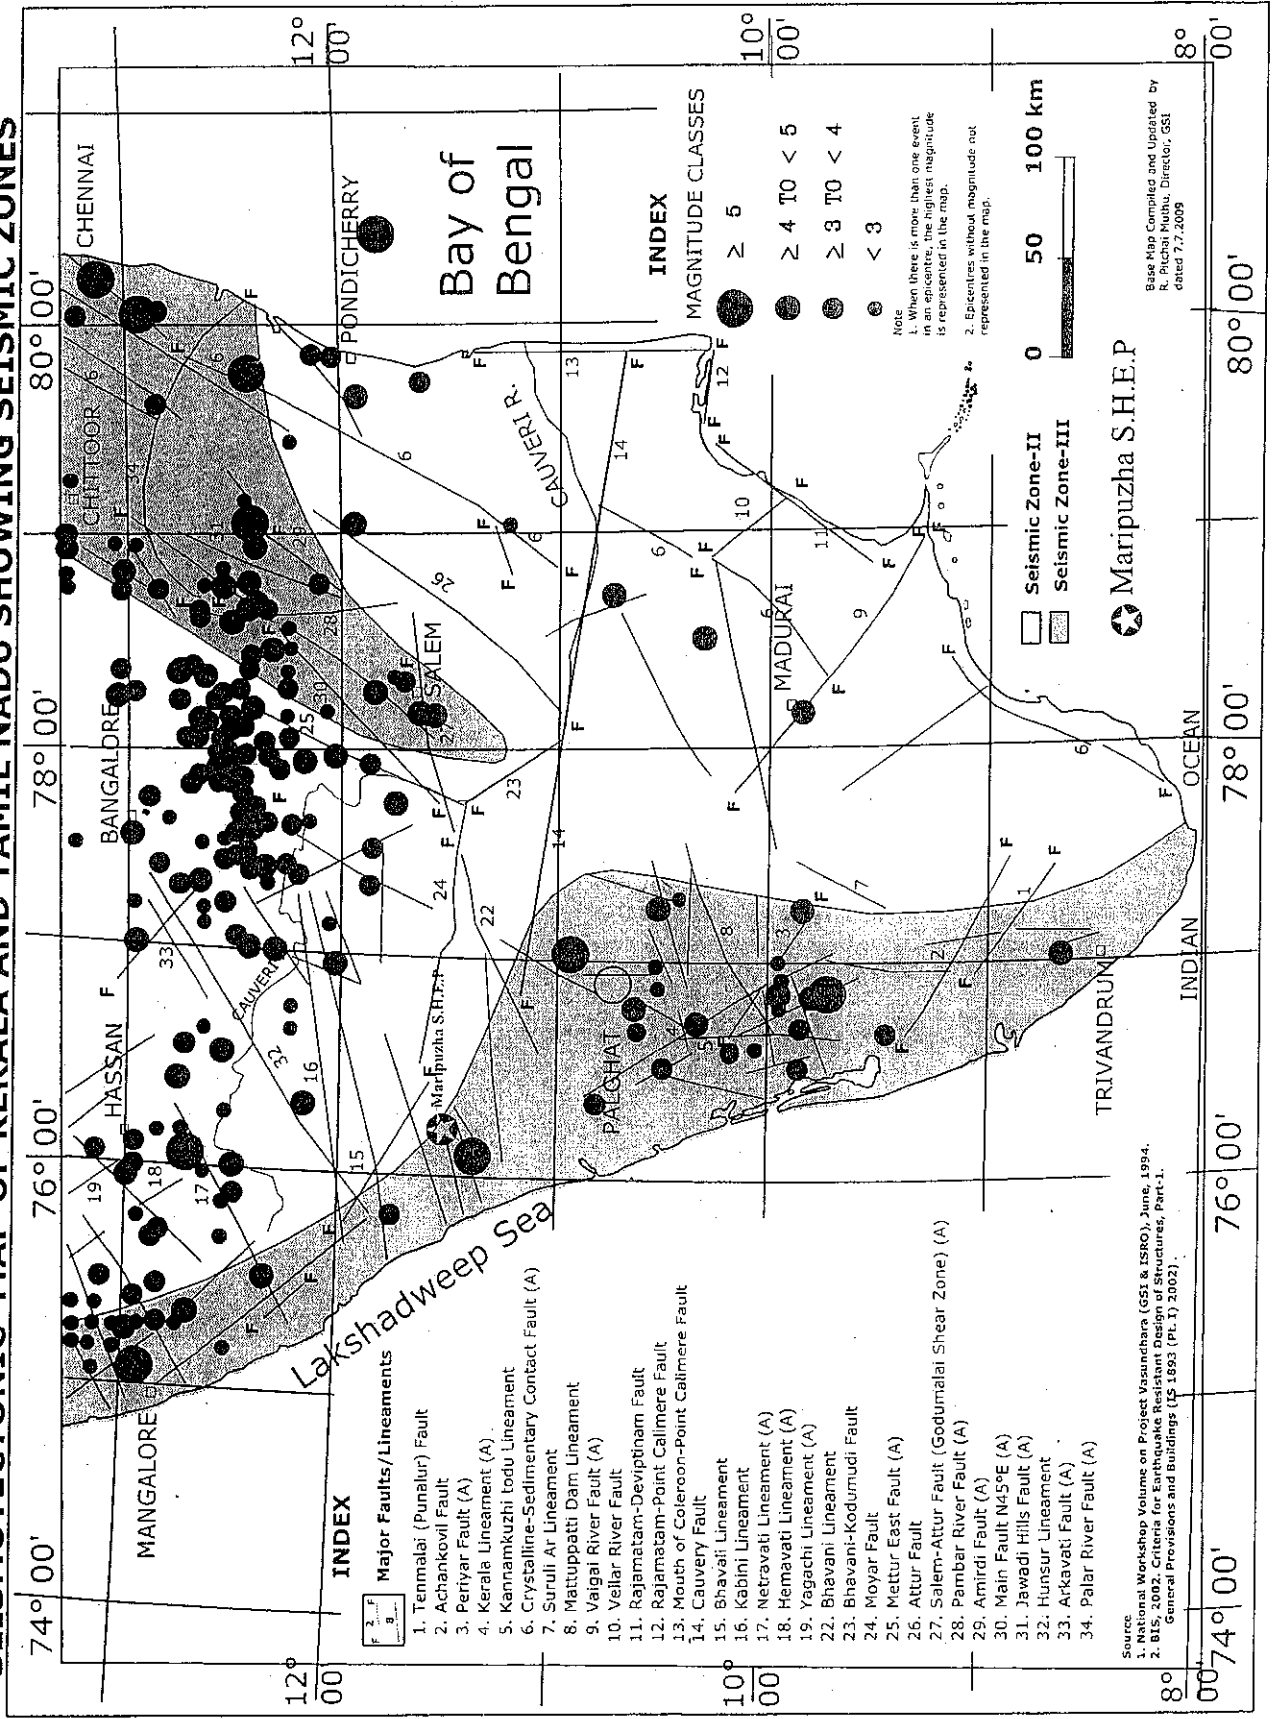 SEISMOTECTONIC MAP OF KERALA AND TAMIL NADU SHOWING SEISMIC ZONES
74° 00'
76° 00'
78° 00'
80° 00'
12° 00'
10° 00'
8° 00'
12° 00'
10° 00'
8° 00'
74° 00'
76° 00'
78° 00'
80° 00'
MANGALORE
HASSAN
BANGALORE
CHITTOOR
CHENNAI
PONDICHERRY
SALEM
CAUVERI
CAUVERI R.
Maripuzha S.H.E.P
PALGHAT
MADURAI
TRIVANDRUM
Lakshadweep Sea
Bay of
Bengal
INDIAN
OCEAN
INDEX
Major Faults/Lineaments
1. Tenmalai (Punalur) Fault
2. Achankovil Fault
3. Periyar Fault (A)
4. Kerala Lineament (A)
5. Kannamkuzhi todu Lineament
6. Crystalline-Sedimentary Contact Fault (A)
7. Suruli Ar Lineament
8. Mattuppatti Dam Lineament
9. Vaigai River Fault (A)
10. Vellar River Fault
11. Rajamatam-Deviptinam Fault
12. Rajamatam-Point Calimere Fault
13. Mouth of Coleroon-Point Calimere Fault
14. Cauvery Fault
15. Bhavali Lineament
16. Kabini Lineament
17. Netravati Lineament (A)
18. Hemavati Lineament (A)
19. Yagachi Lineament (A)
22. Bhavani Lineament
23. Bhavani-Kodumudi Fault
24. Moyar Fault
25. Mettur East Fault (A)
26. Attur Fault
27. Salem-Attur Fault (Godumalai Shear Zone) (A)
28. Pambar River Fault (A)
29. Amirdi Fault (A)
30. Main Fault N45°E (A)
31. Jawadi Hills Fault (A)
32. Hunsur Lineament
33. Arkavati Fault (A)
34. Palar River Fault (A)
Source
1. National Workshop Volume on Project Vasundhara (GSI & ISRO), June, 1994.
2. BIS, 2002. Criteria for Earthquake Resistant Design of Structures, Part-1.
General Provisions and Buildings (IS 1893 (Pt. I) 2002).
INDEX
MAGNITUDE CLASSES
≥ 5
≥ 4 TO < 5
≥ 3 TO < 4
< 3
Note
1. When there is more than one event
in an epicentre, the highest magnitude
is represented in the map.
2. Epicentres without magnitude not
represented in the map.
Seismic Zone-II
Seismic Zone-III
0 50 100 km
Maripuzha S.H.E.P
Base Map Compiled and Updated by
R. Pitchai Muthu, Director, GSI
dated 7.7.2009